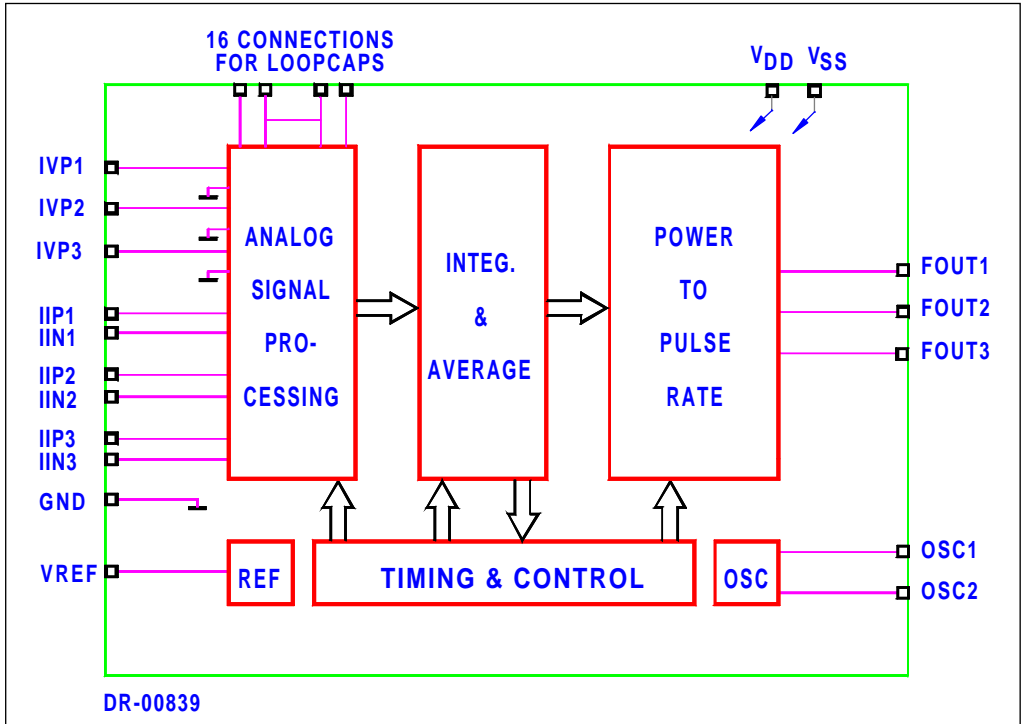 16 CONNECTIONS
FOR LOOPCAPS
VDD VSS
IVP1
IVP2
IVP3
IIP1
IIN1
IIP2
IIN2
IIP3
IIN3
GND
VREF
ANALOG
SIGNAL
PRO-
CESSING
INTEG.
&
AVERAGE
POWER
TO
PULSE
RATE
FOUT1
FOUT2
FOUT3
REF
TIMING & CONTROL
OSC
OSC1
OSC2
DR-00839